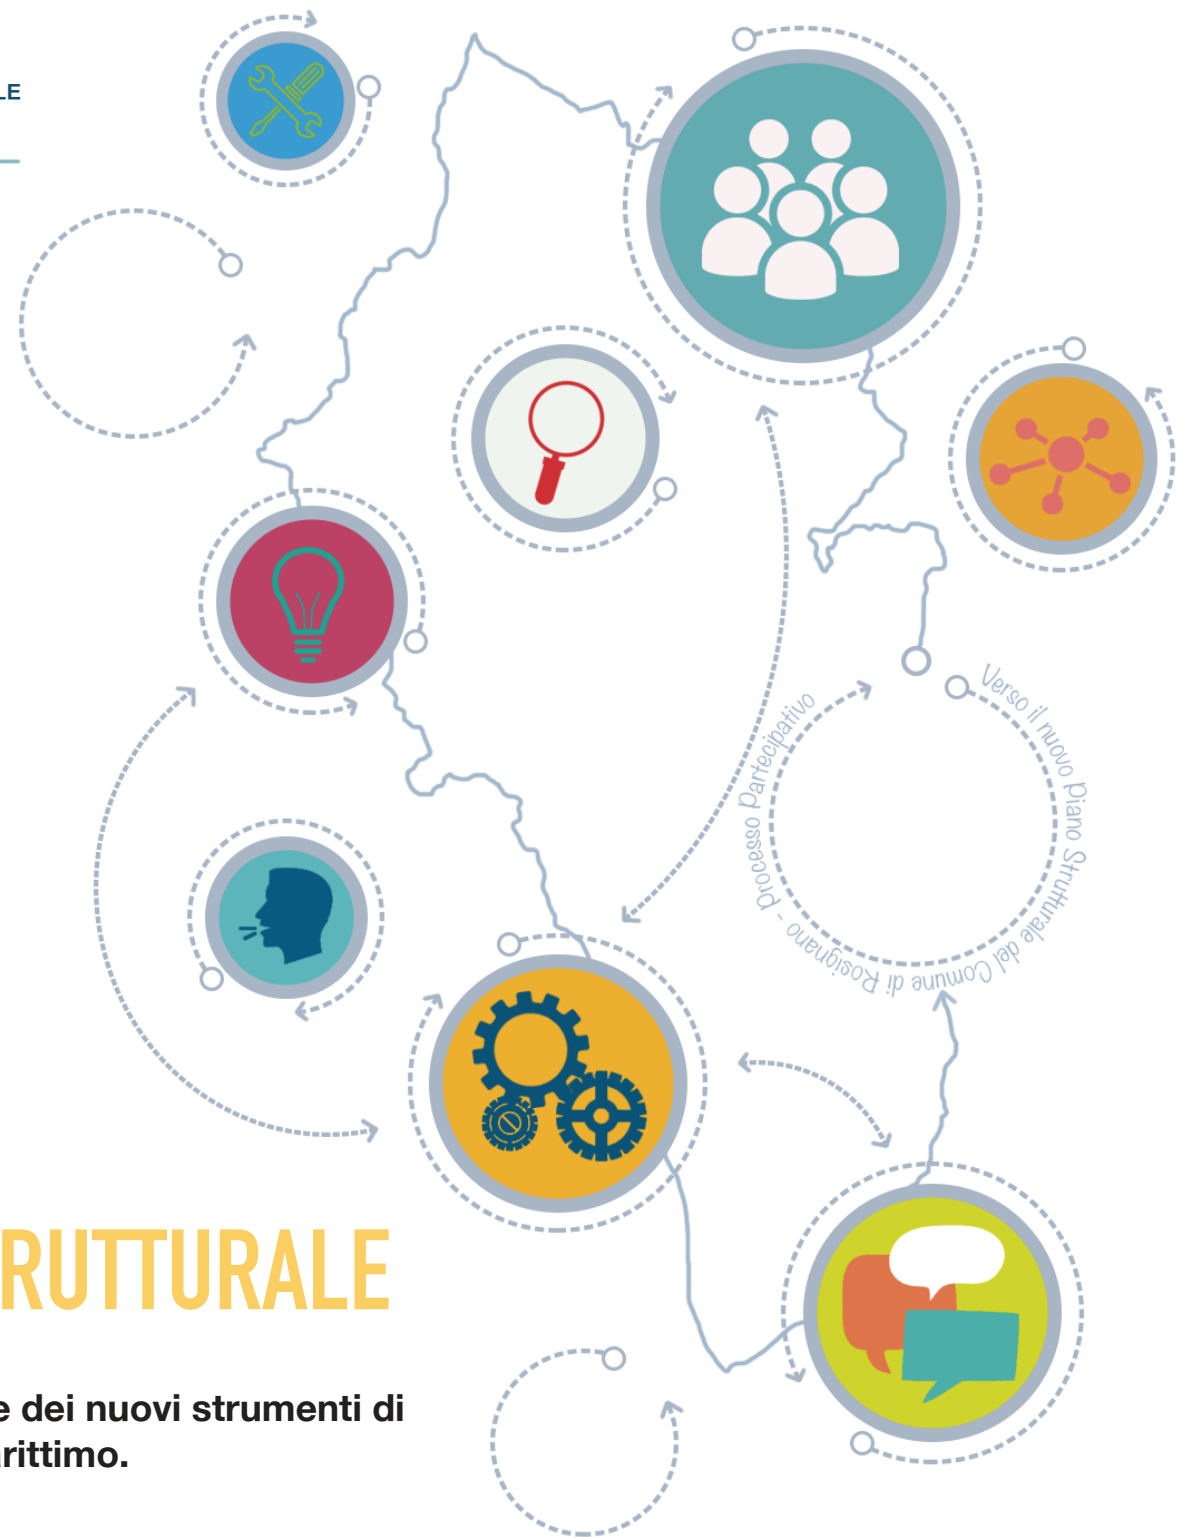 LE
Verso il nuovo Piano Strutturale del Comune di Rosignano - Processo Partecipativo
RUTTURALE
e dei nuovi strumenti di
arittimo.